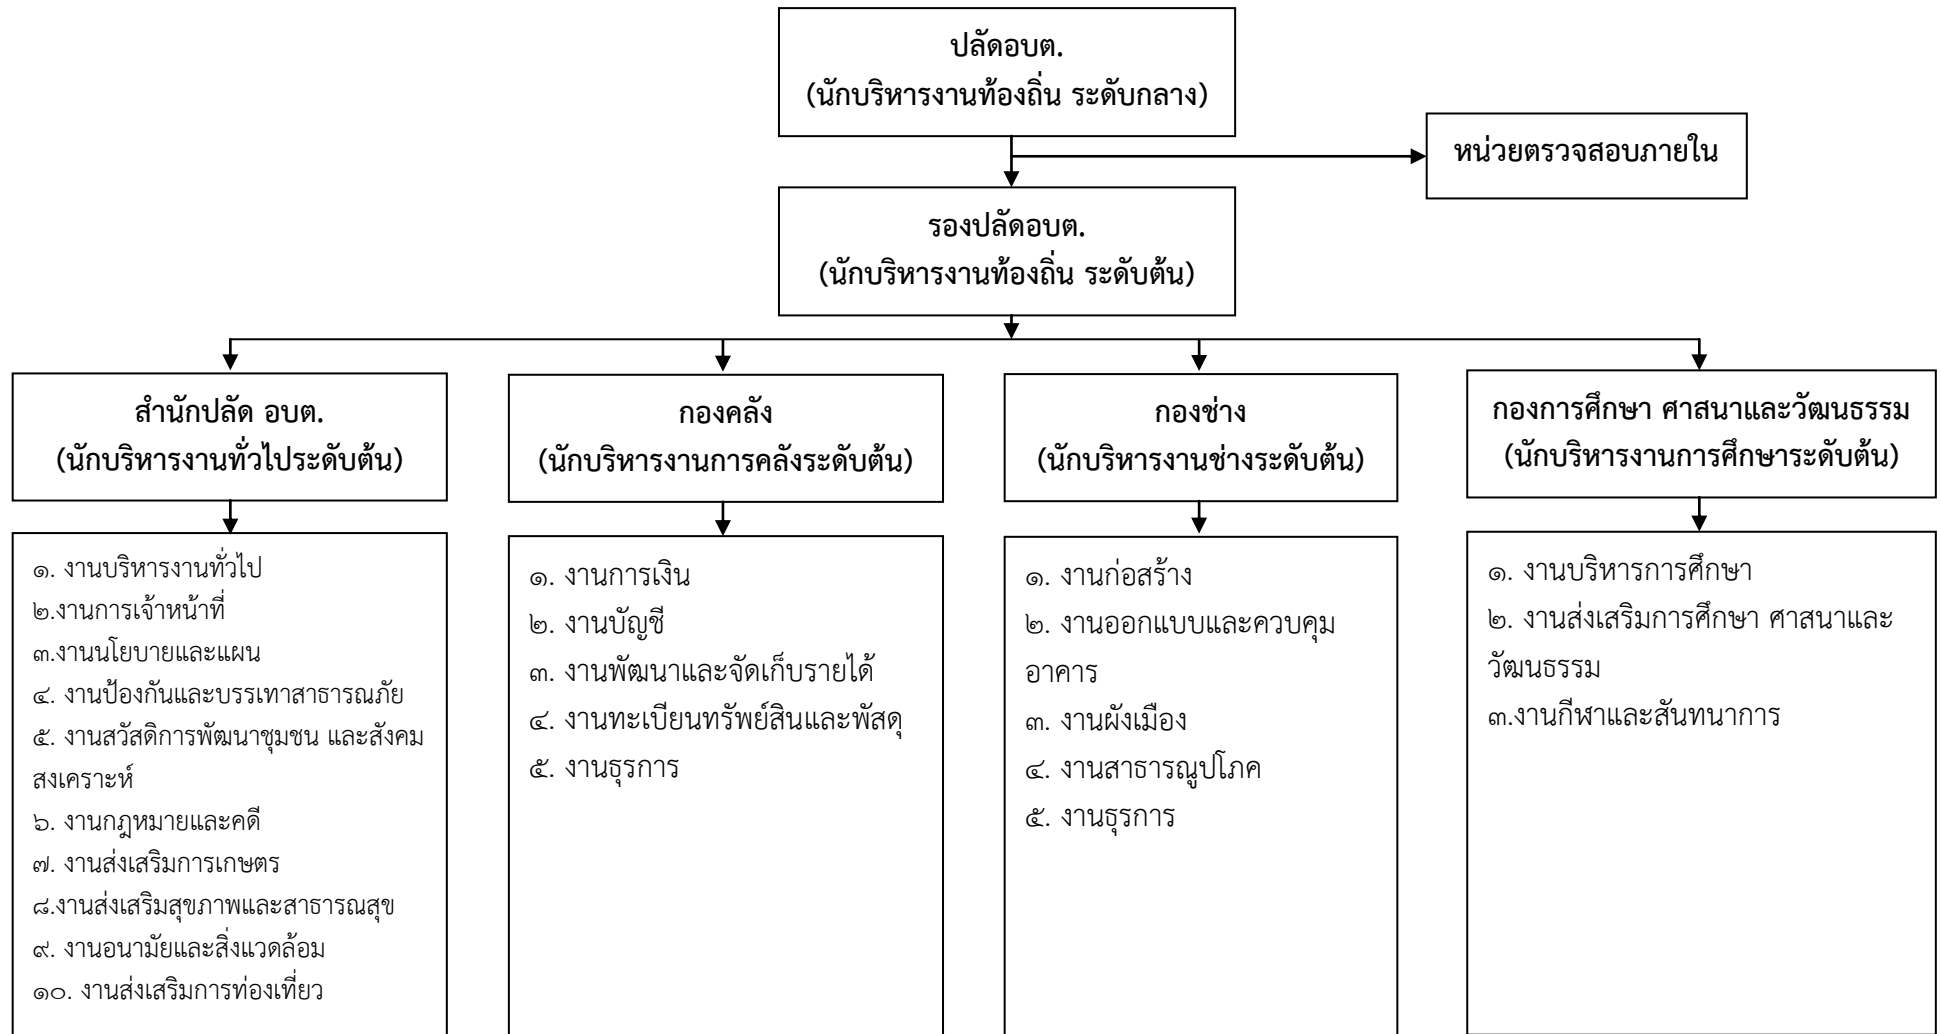 ปลัดอบต.
(นักบริหารงานท้องถิ่น ระดับกลาง)
หน่วยตรวจสอบภายใน
รองปลัดอบต.
(นักบริหารงานท้องถิ่น ระดับต้น)
สำนักปลัด อบต.
(นักบริหารงานทั่วไประดับต้น)
กองคลัง
(นักบริหารงานการคลังระดับต้น)
กองช่าง
(นักบริหารงานช่างระดับต้น)
กองการศึกษา ศาสนาและวัฒนธรรม
(นักบริหารงานการศึกษาระดับต้น)
๑. งานบริหารงานทั่วไป
๒.งานการเจ้าหน้าที่
๓.งานนโยบายและแผน
๔. งานป้องกันและบรรเทาสาธารณภัย
๕. งานสวัสดิการพัฒนาชุมชน และสังคม
สงเคราะห์
๖. งานกฎหมายและคดี
๗. งานส่งเสริมการเกษตร
๘.งานส่งเสริมสุขภาพและสาธารณสุข
๙. งานอนามัยและสิ่งแวดล้อม
๑๐. งานส่งเสริมการท่องเที่ยว
๑. งานการเงิน
๒. งานบัญชี
๓. งานพัฒนาและจัดเก็บรายได้
๔. งานทะเบียนทรัพย์สินและพัสดุ
๕. งานธุรการ
๑. งานก่อสร้าง
๒. งานออกแบบและควบคุม
อาคาร
๓. งานผังเมือง
๔. งานสาธารณูปโภค
๕. งานธุรการ
๑. งานบริหารการศึกษา
๒. งานส่งเสริมการศึกษา ศาสนาและ
วัฒนธรรม
๓.งานกีฬาและสันทนาการ